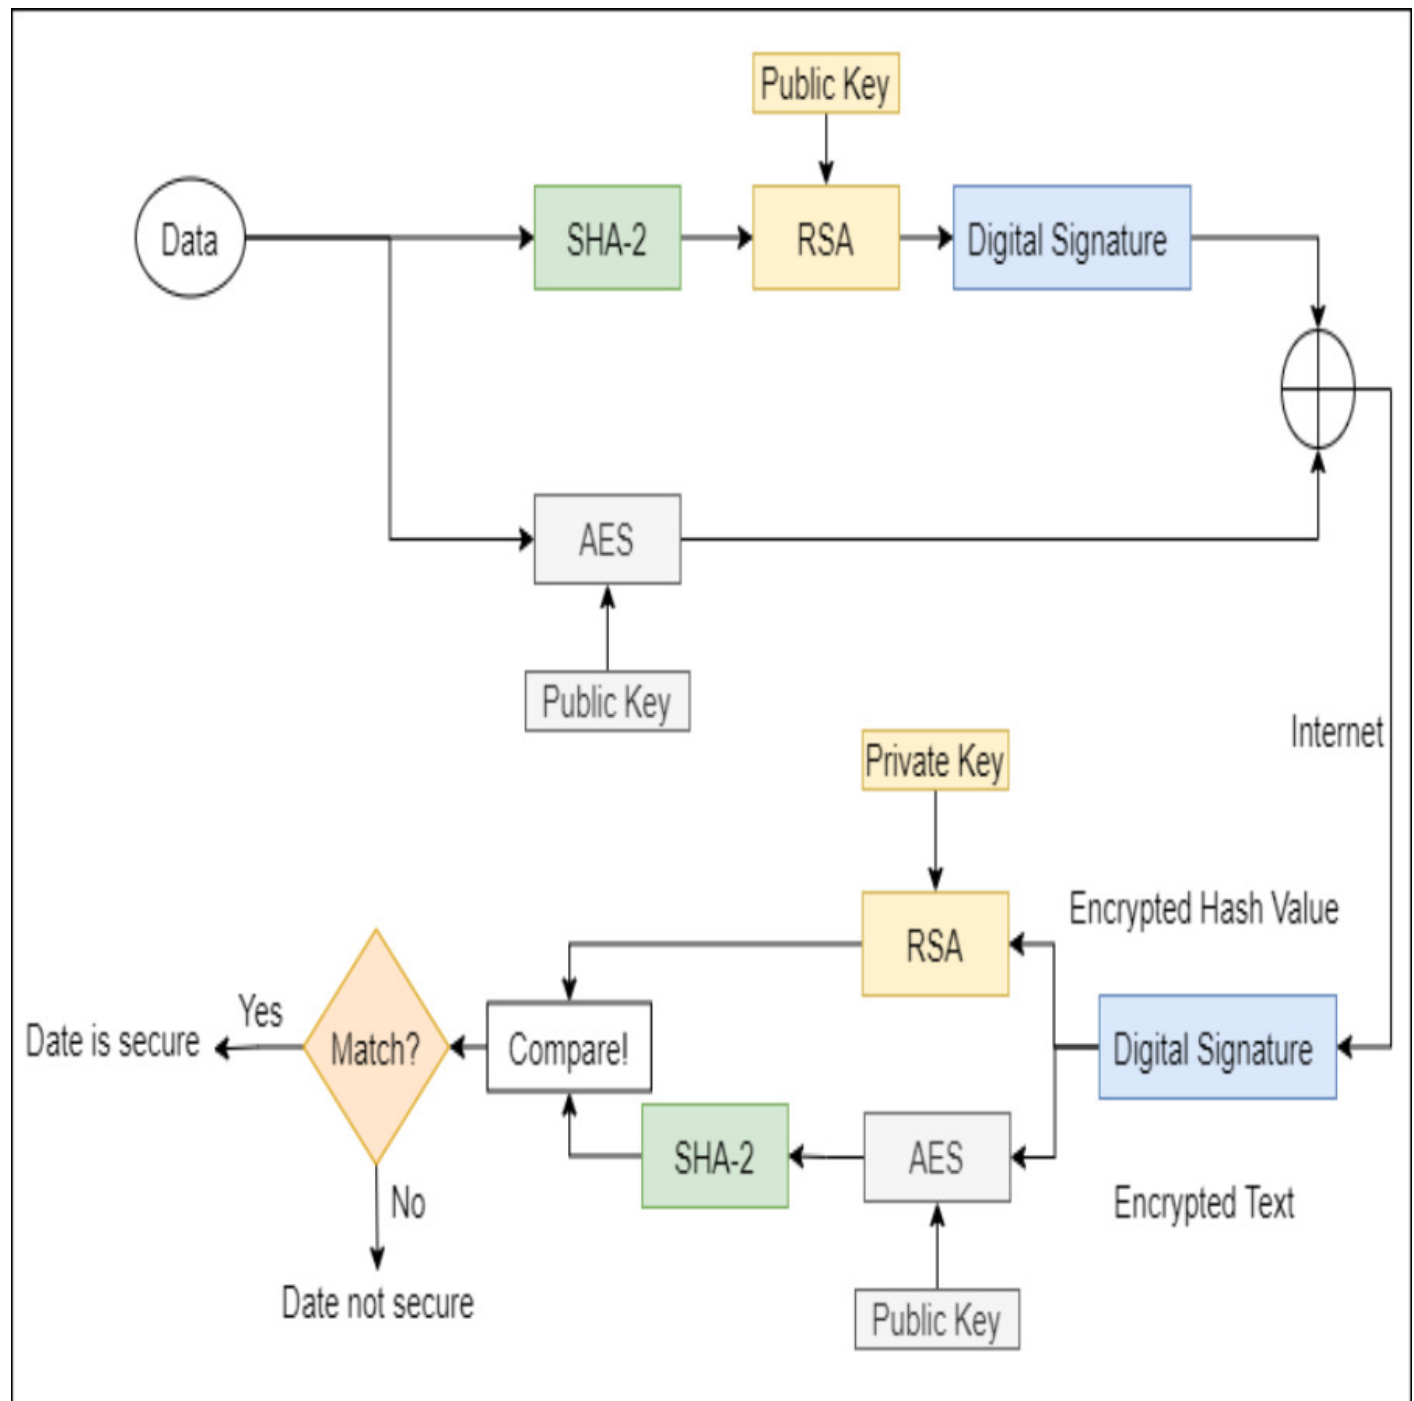 Public Key
Data
SHA-2
RSA
Digital Signature
AES
Public Key
Internet
Private Key
Encrypted Hash Value
RSA
Yes
Date is secure
Match?
Compare!
Digital Signature
SHA-2
AES
No
Encrypted Text
Date not secure
Public Key